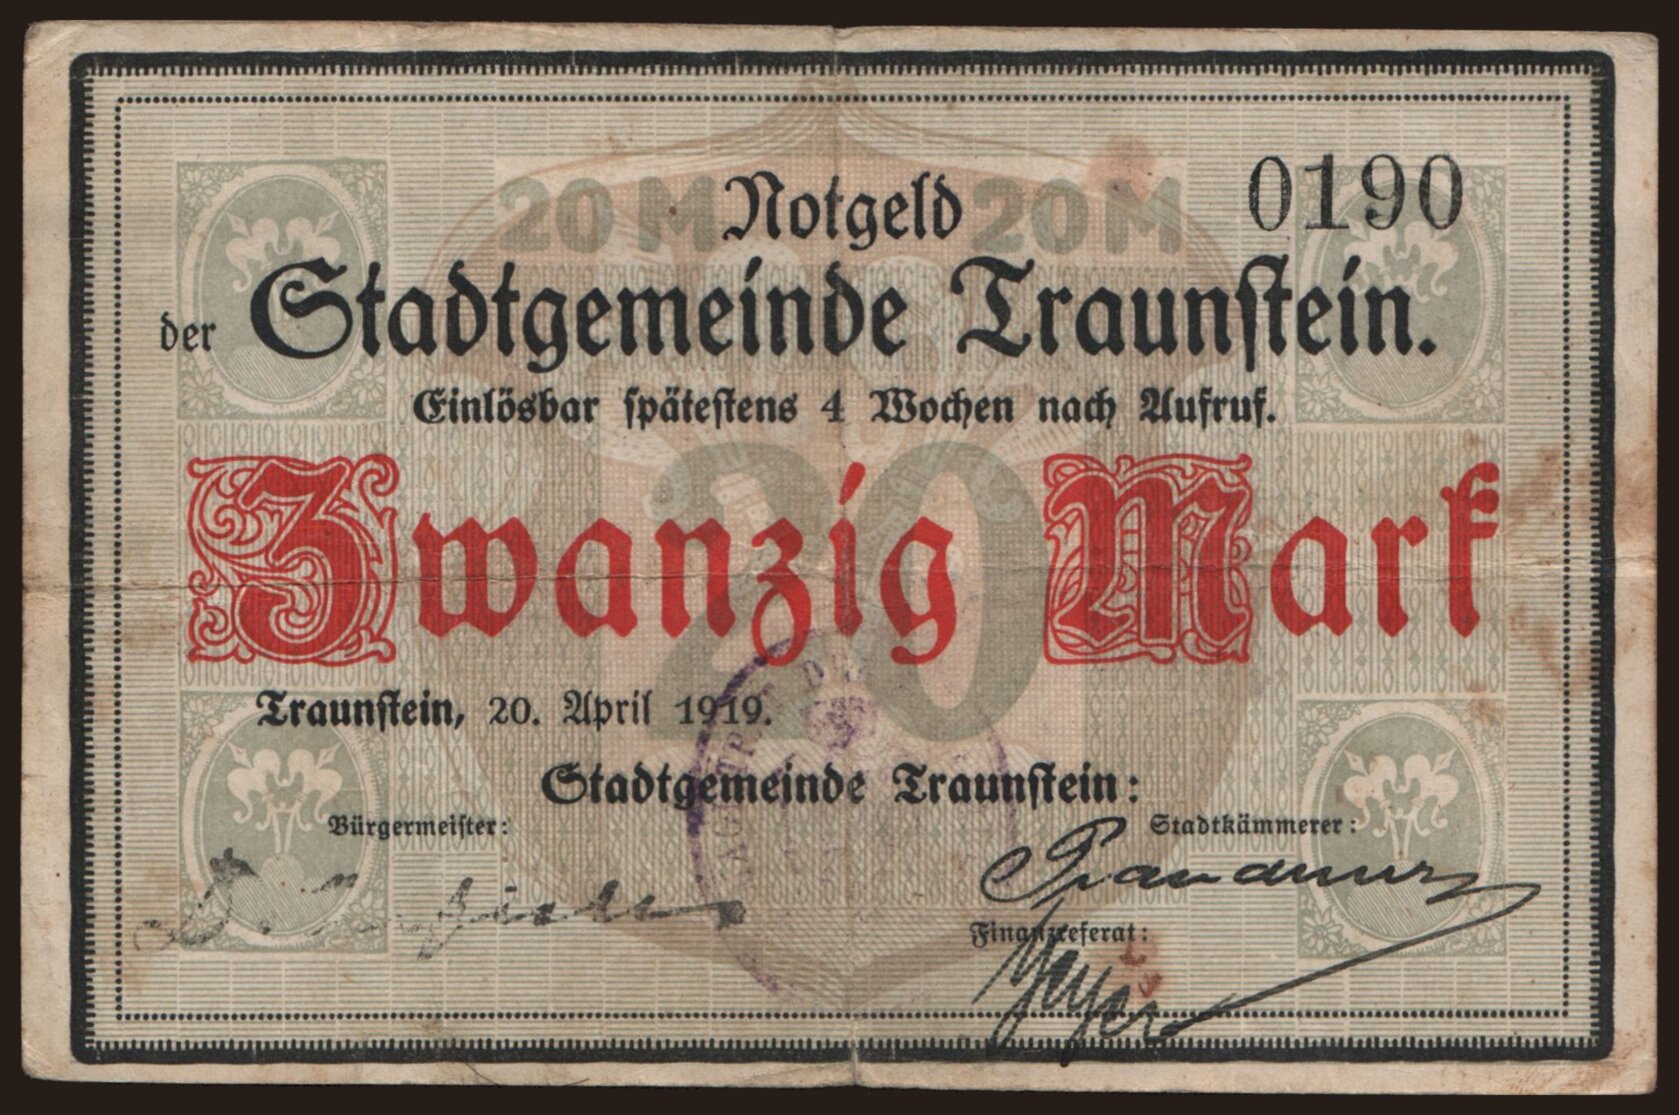 20 M Notgeld 20 M 0190
der Stadtgemeinde Traunstein.
Einlösbar spätestens 4 Wochen nach Aufruf.
Zwanzig Mark
20
Traunstein, 20. April 1919.
Stadtgemeinde Traunstein:
Bürgermeister: Stadtkämmerer:
Finanzreferat: